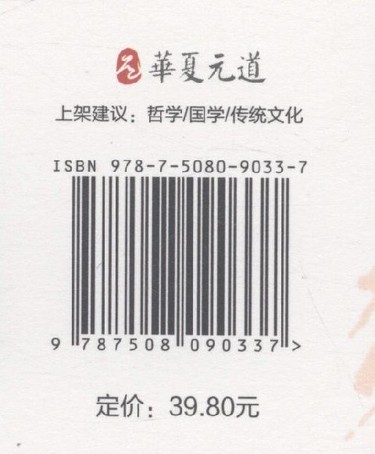 華夏元道
上架建议：哲学/国学/传统文化
ISBN 978-7-5080-9033-7
9 787508 090337 >
定价：39.80元